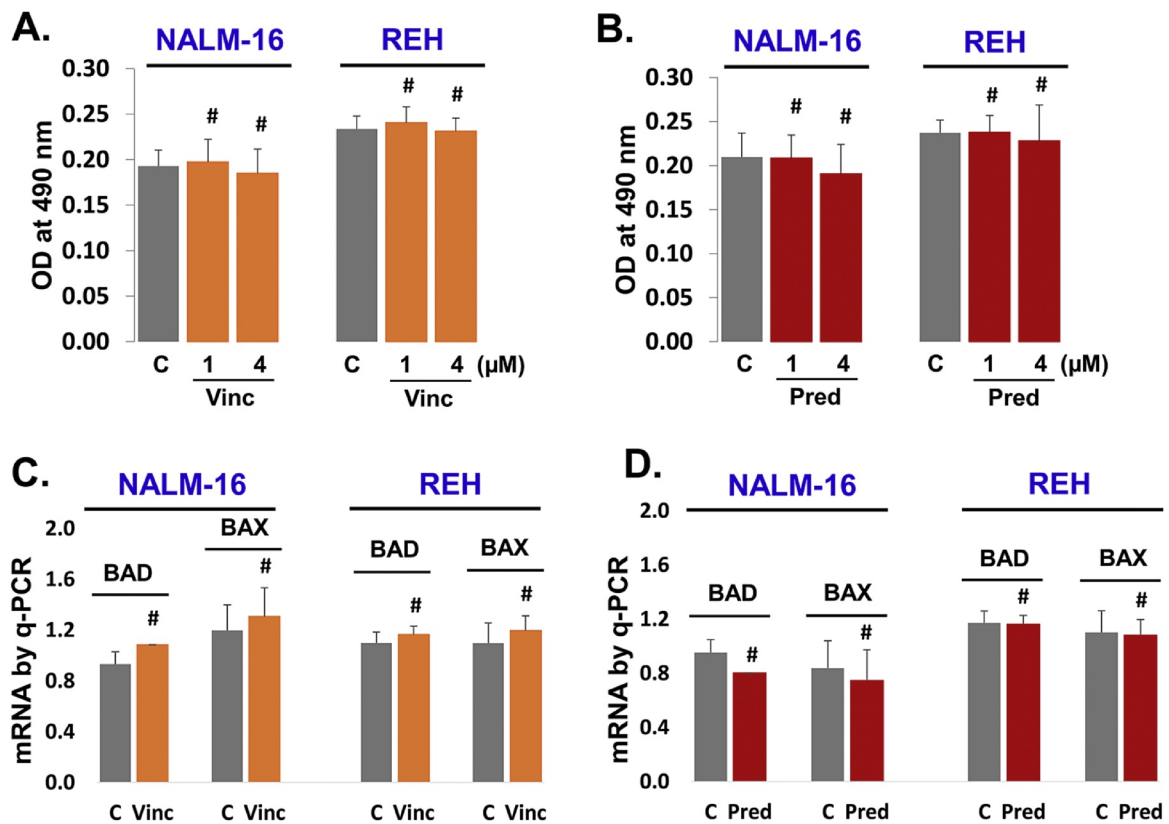 A.
NALM-16 REH
0.30
0.25
0.20
0.15
0.10
0.05
0.00
OD at 490 nm
# # # #
C 1 4 C 1 4 (µM)
Vinc Vinc
B.
NALM-16 REH
0.30
0.25
0.20
0.15
0.10
0.05
0.00
OD at 490 nm
# # # #
C 1 4 C 1 4 (µM)
Pred Pred
C.
NALM-16 REH
2.0
1.6
1.2
0.8
0.4
0.0
mRNA by q-PCR
BAD BAX BAD BAX
# # # #
C Vinc C Vinc C Vinc C Vinc
D.
NALM-16 REH
2.0
1.6
1.2
0.8
0.4
0.0
mRNA by q-PCR
BAD BAX BAD BAX
# # # #
C Pred C Pred C Pred C Pred